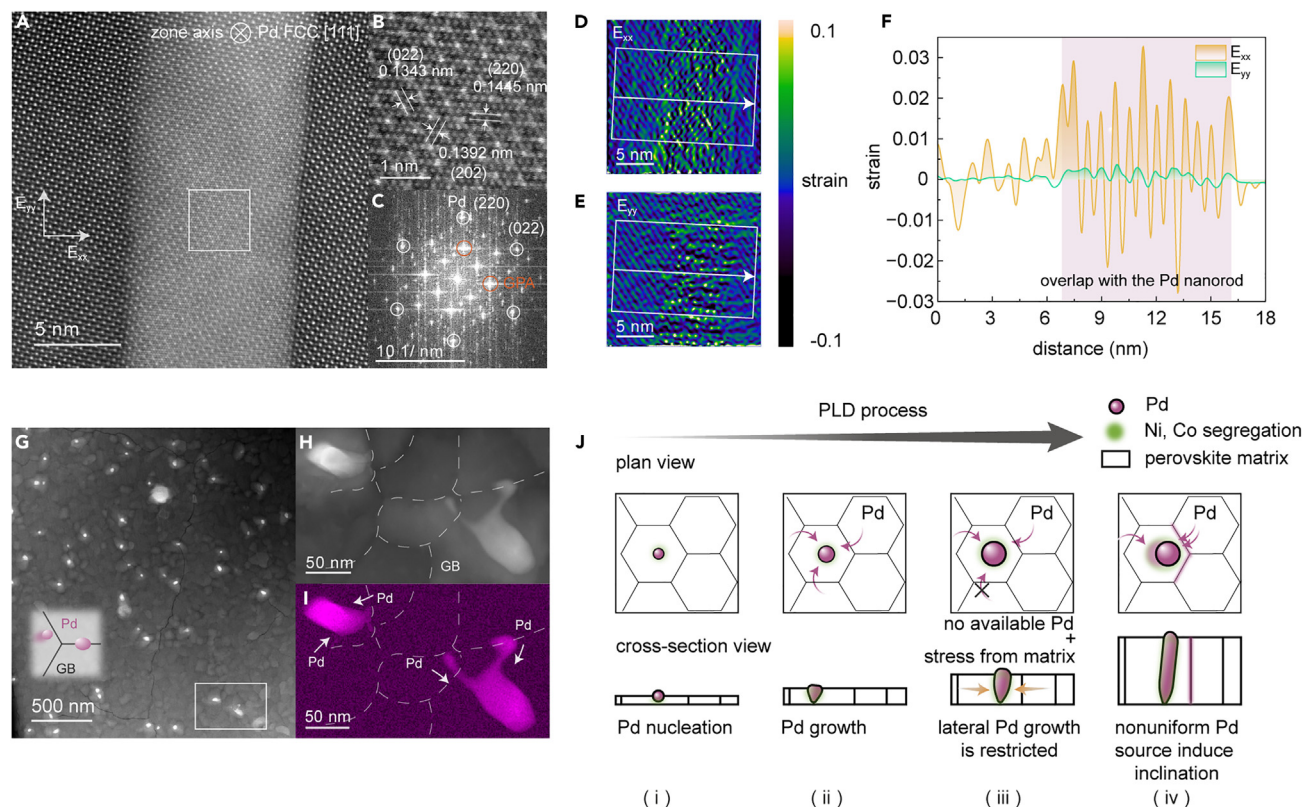 A
zone axis ⊗ Pd FCC [111]
E_yy
E_xx
5 nm
B
(022)
0.1343 nm
(220)
0.1445 nm
0.1392 nm
(202)
1 nm
C
Pd (220)
(022)
GPA
10 1/ nm
D
E_xx
5 nm
E
E_yy
5 nm
0.1
strain
-0.1
F
E_xx
E_yy
0.03
0.02
0.01
0
−0.01
−0.02
−0.03
strain
overlap with the Pd nanorod
0 3 6 9 12 15 18
distance (nm)
G
Pd
GB
500 nm
H
GB
50 nm
I
Pd
Pd
Pd
Pd
50 nm
J
PLD process
Pd
Ni, Co segregation
perovskite matrix
plan view
Pd
Pd
Pd
no available Pd
+
stress from matrix
cross-section view
Pd nucleation
Pd growth
lateral Pd growth
is restricted
nonuniform Pd
source induce
inclination
( i )
( ii )
( iii )
( iv )